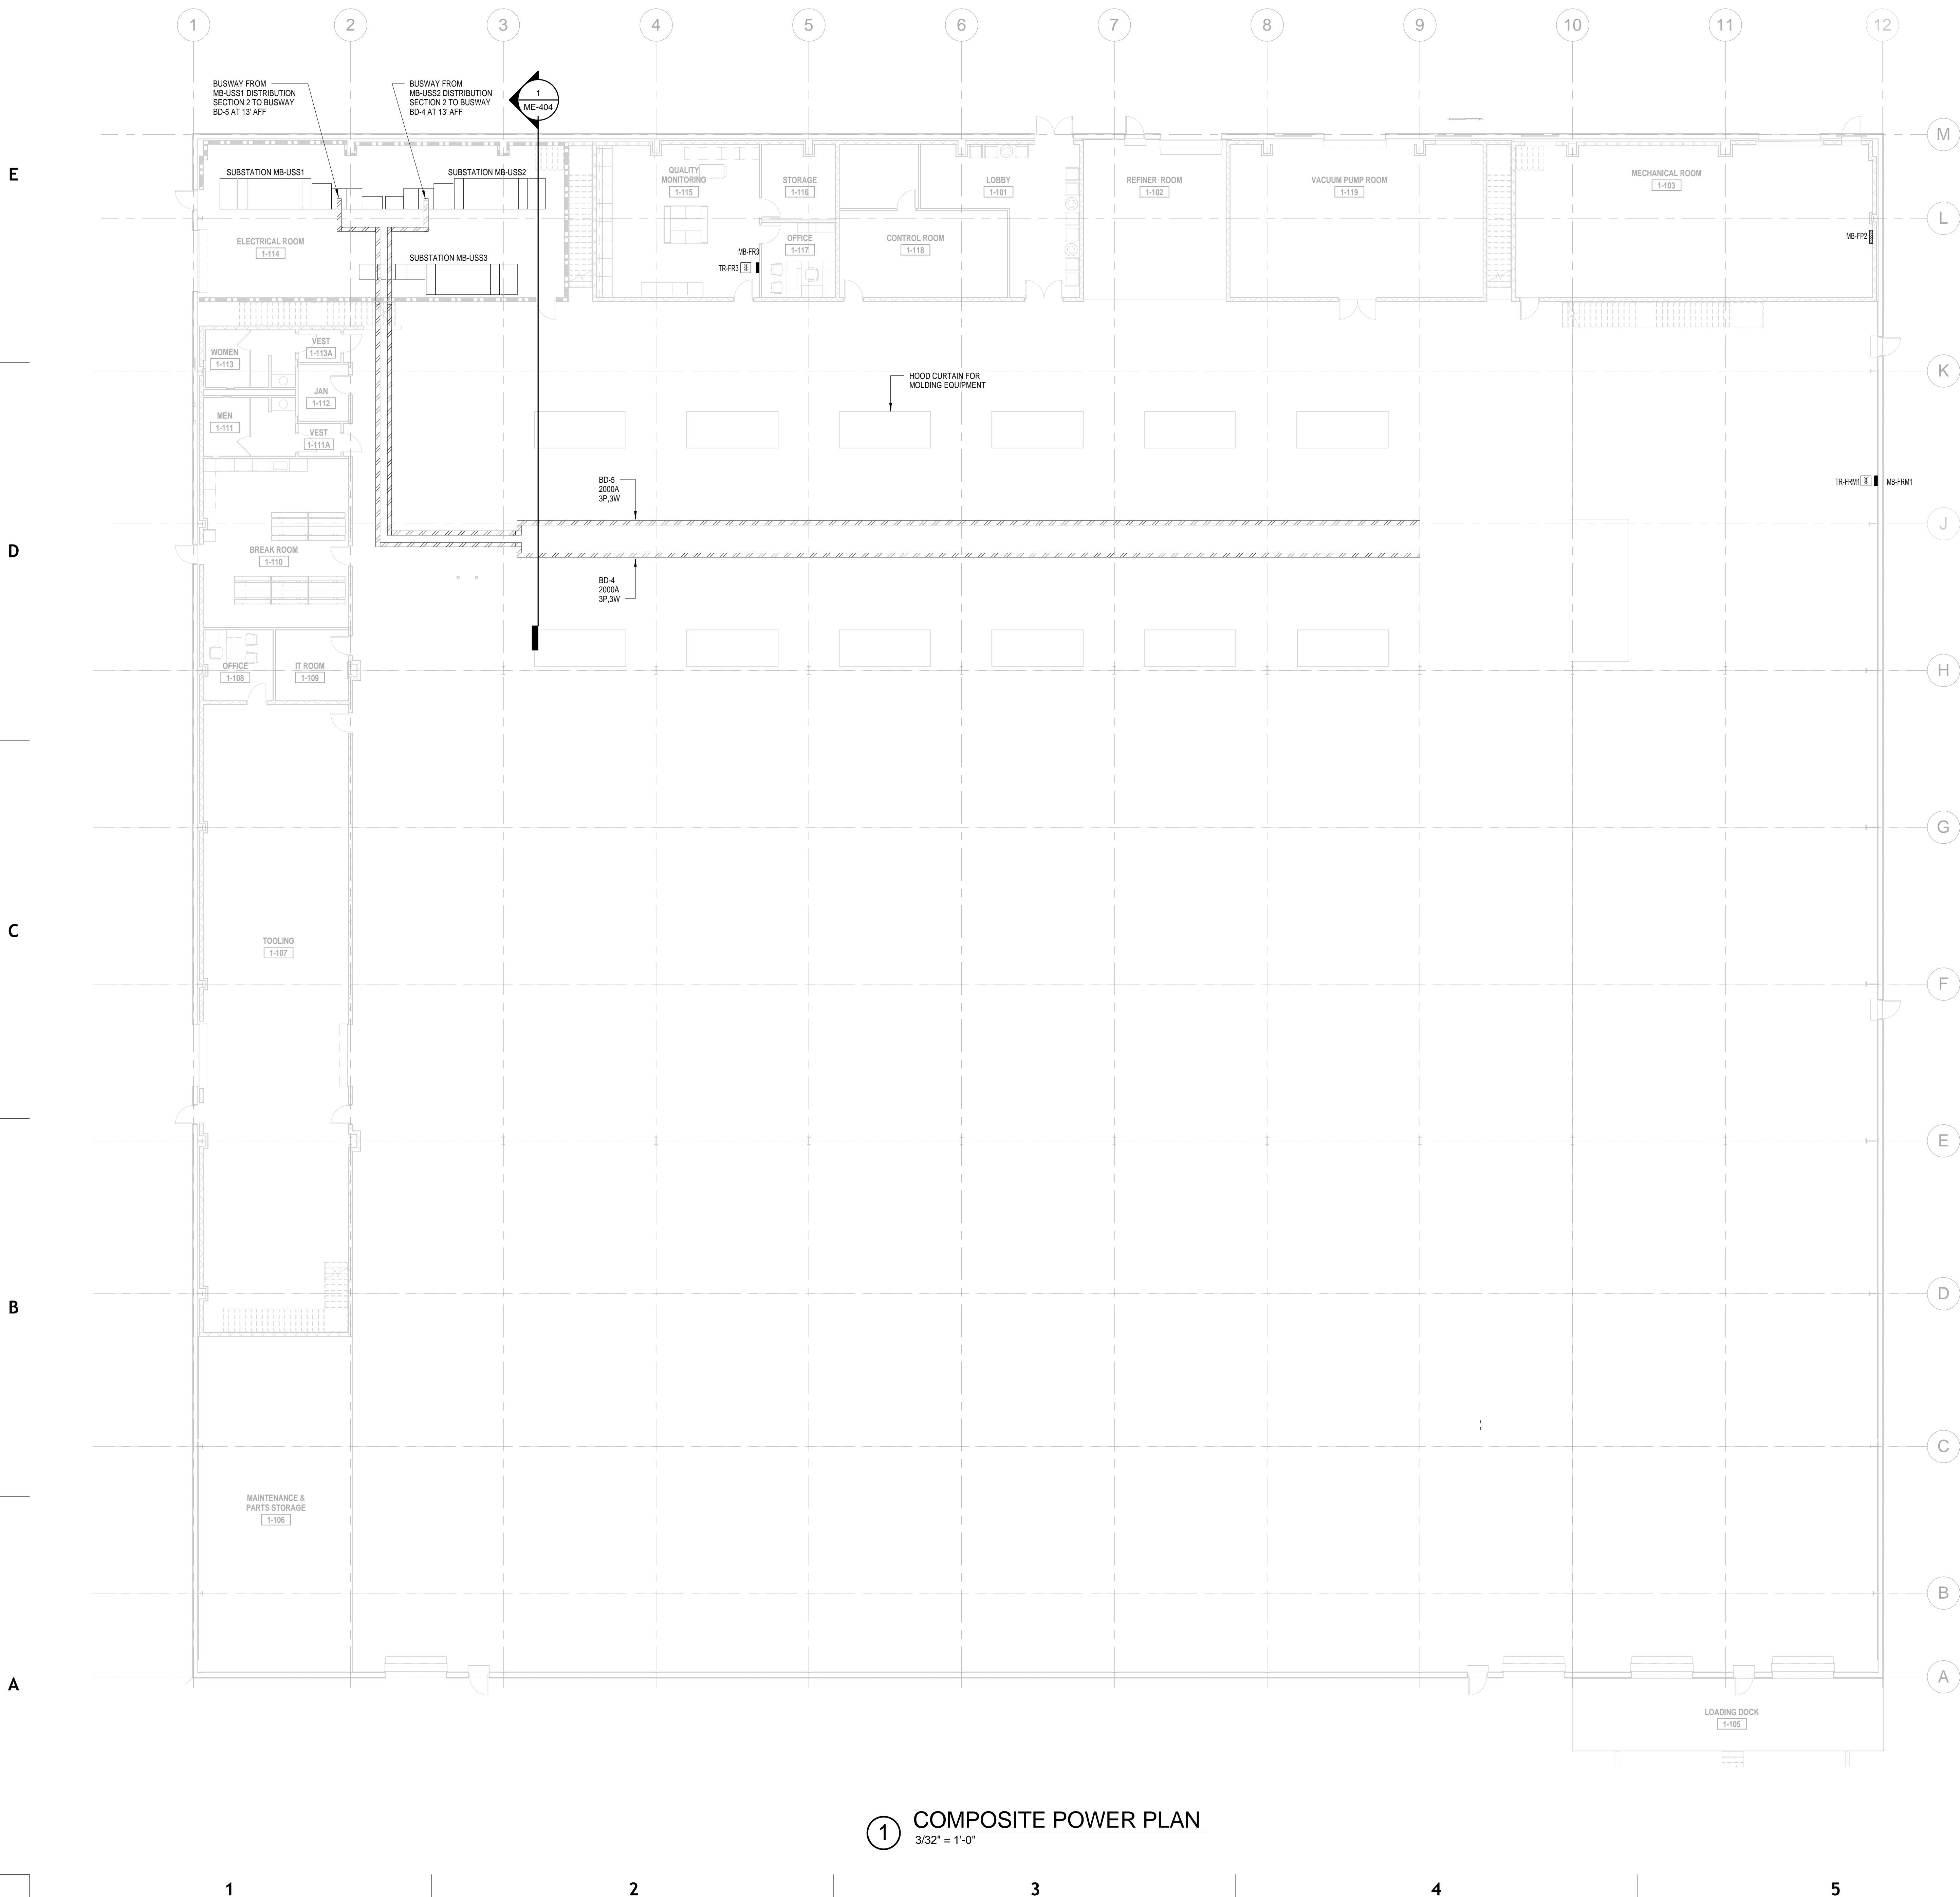 1 2 3 4 5 6 7 8 9 10 11 12
BUSWAY FROM
MB-USS1 DISTRIBUTION
SECTION 2 TO BUSWAY
BD-5 AT 13' AFF
BUSWAY FROM
MB-USS2 DISTRIBUTION
SECTION 2 TO BUSWAY
BD-4 AT 13' AFF
1
ME-404
M
E
SUBSTATION MB-USS1
SUBSTATION MB-USS2
QUALITY
MONITORING
1-115
STORAGE
1-116
LOBBY
1-101
REFINER ROOM
1-102
VACUUM PUMP ROOM
1-119
MECHANICAL ROOM
1-103
L
ELECTRICAL ROOM
1-114
SUBSTATION MB-USS3
MB-FR3
TR-FR3
OFFICE
1-117
CONTROL ROOM
1-118
MB-FP2
VEST
1-113A
WOMEN
1-113
K
JAN
1-112
HOOD CURTAIN FOR
MOLDING EQUIPMENT
MEN
1-111
VEST
1-111A
BD-5
2000A
3P,3W
TR-FRM1
MB-FRM1
J
D
BREAK ROOM
1-110
BD-4
2000A
3P,3W
OFFICE
1-108
IT ROOM
1-109
H
G
C
TOOLING
1-107
F
E
D
B
C
MAINTENANCE &
PARTS STORAGE
1-106
B
A
A
LOADING DOCK
1-105
1
COMPOSITE POWER PLAN
3/32" = 1'-0"
1 2 3 4 5